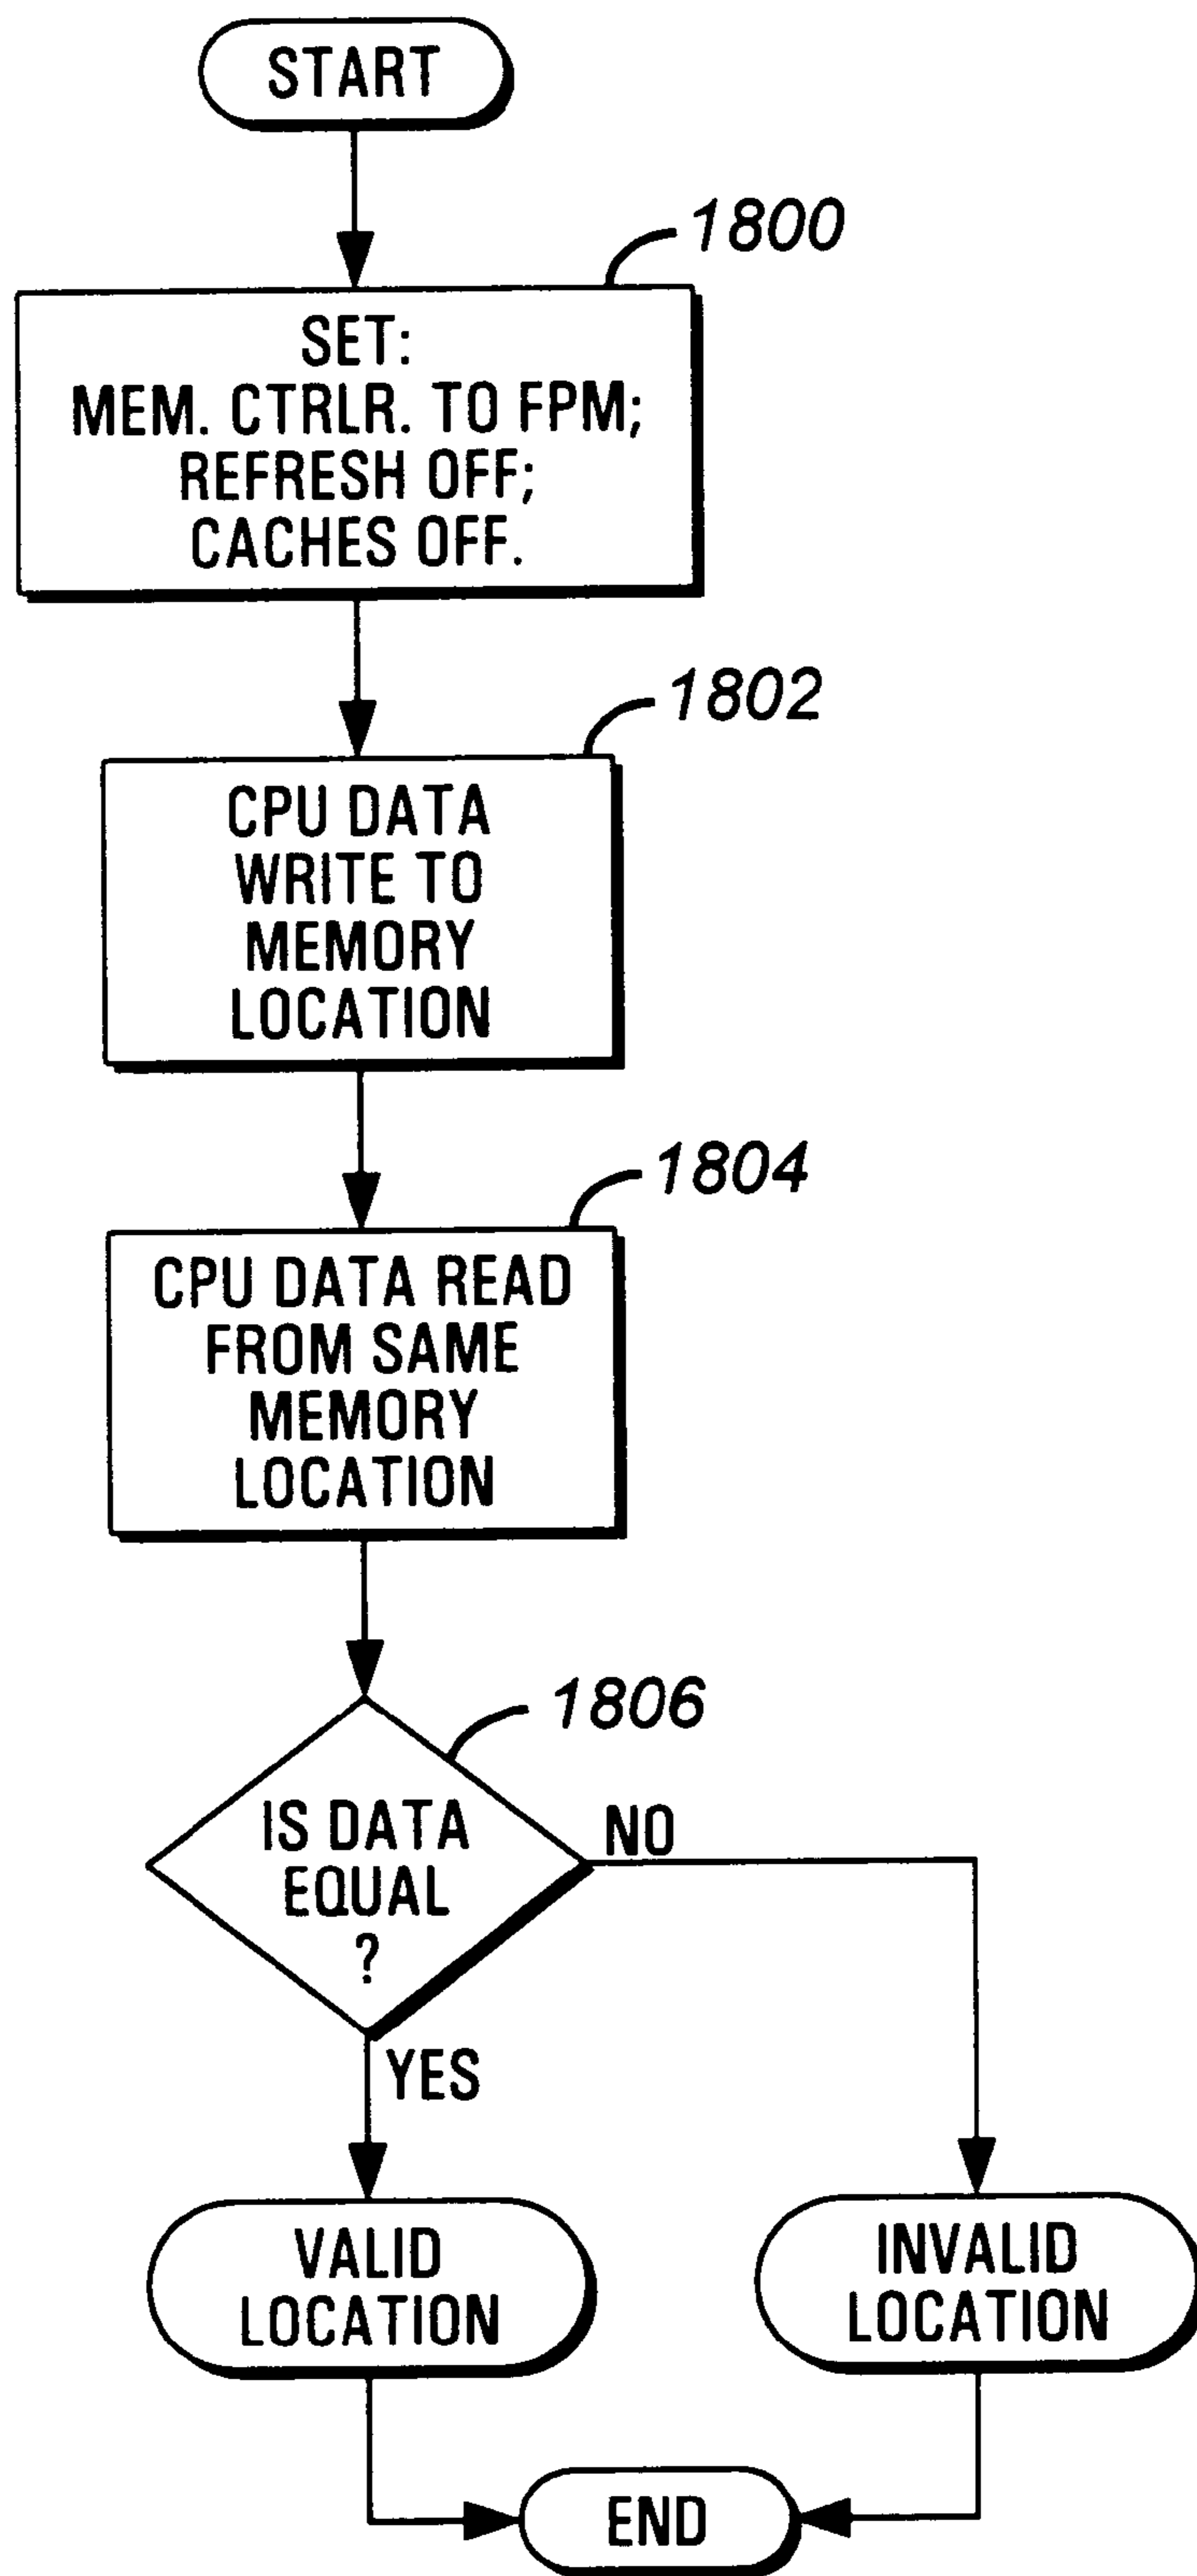 START
1800
SET:
MEM. CTRLR. TO FPM;
REFRESH OFF;
CACHES OFF.
1802
CPU DATA
WRITE TO
MEMORY
LOCATION
1804
CPU DATA READ
FROM SAME
MEMORY
LOCATION
1806
IS DATA
EQUAL
?
NO
YES
VALID
LOCATION
INVALID
LOCATION
END